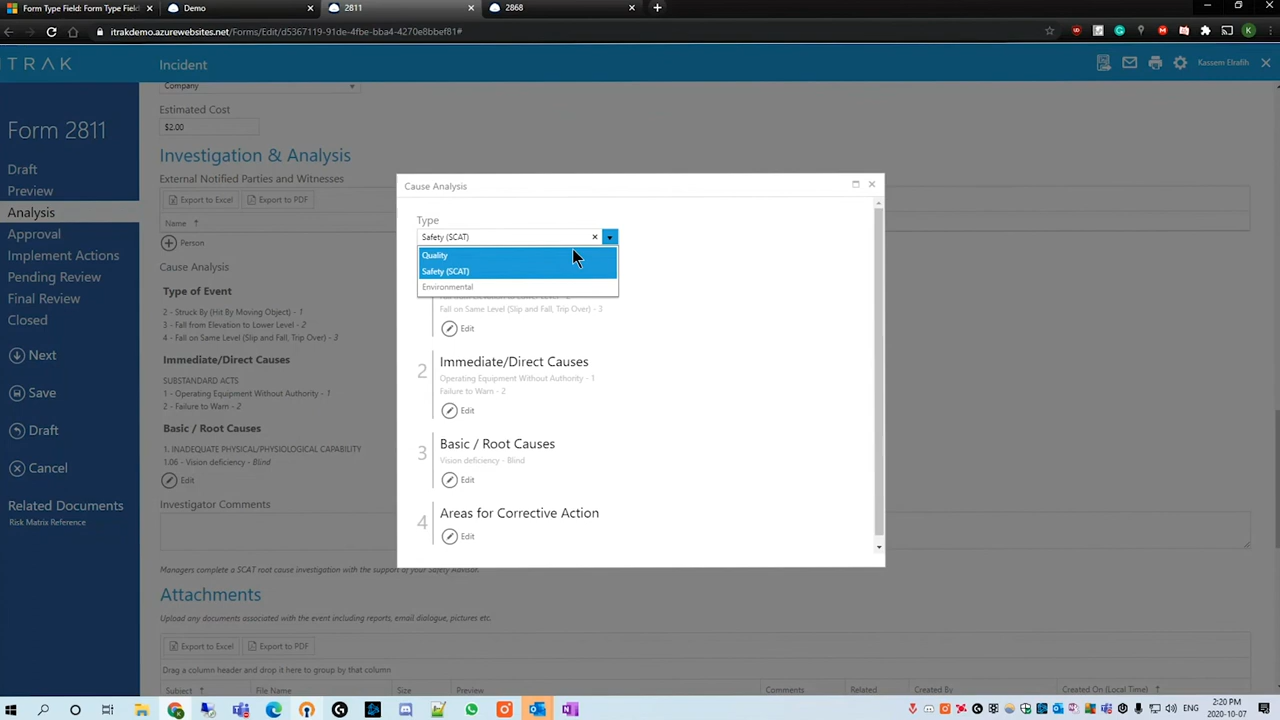 Form Type Field: Form Type Field
Demo
2811
2868
itrakdemo.azurewebsites.net/Forms/Edit/d5367119-91de-4fbe-bba4-4270e8bbef81#
K
ITRAK
Incident
Kassem Elrafih
Form 2811
Draft
Preview
Analysis
Approval
Implement Actions
Pending Review
Final Review
Closed
Next
Save
Draft
Cancel
Related Documents
Risk Matrix Reference
Company
Estimated Cost
$2.00
Investigation & Analysis
External Notified Parties and Witnesses
Export to Excel
Export to PDF
Name
Person
Cause Analysis
Type of Event
2 - Struck By (Hit By Moving Object) - 1
3 - Fall from Elevation to Lower Level - 2
4 - Fall on Same Level (Slip and Fall, Trip Over) - 3
Immediate/Direct Causes
SUBSTANDARD ACTS
1 - Operating Equipment Without Authority - 1
2 - Failure to Warn - 2
Basic / Root Causes
1. INADEQUATE PHYSICAL/PHYSIOLOGICAL CAPABILITY
1.06 - Vision deficiency - Blind
Edit
Investigator Comments
Managers complete a SCAT root cause investigation with the support of your Safety Advisor.
Attachments
Upload any documents associated with the event including reports, email dialogue, pictures etc.
Export to Excel
Export to PDF
Drag a column header and drop it here to group by that column
Subject
File Name
Size
Preview
Comments
Related
Created By
Created On (Local Time)
Cause Analysis
Type
Safety (SCAT)
Quality
Safety (SCAT)
Environmental
Fall on Same Level (Slip and Fall, Trip Over) - 3
Edit
2
Immediate/Direct Causes
Operating Equipment Without Authority - 1
Failure to Warn - 2
Edit
3
Basic / Root Causes
Vision deficiency - Blind
Edit
4
Areas for Corrective Action
Edit
ENG
2:20 PM
2020-10-07